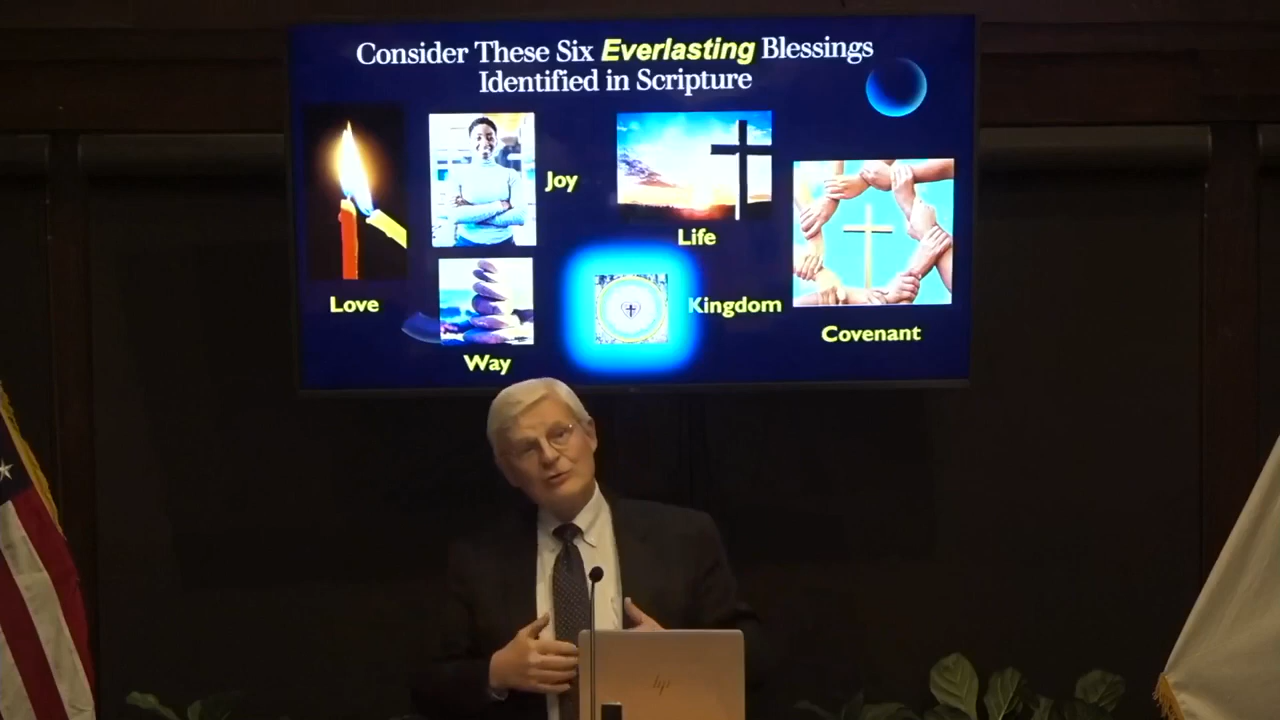 Consider These Six Everlasting Blessings
Identified in Scripture
Joy
Life
Love
Kingdom
Covenant
Way
hp